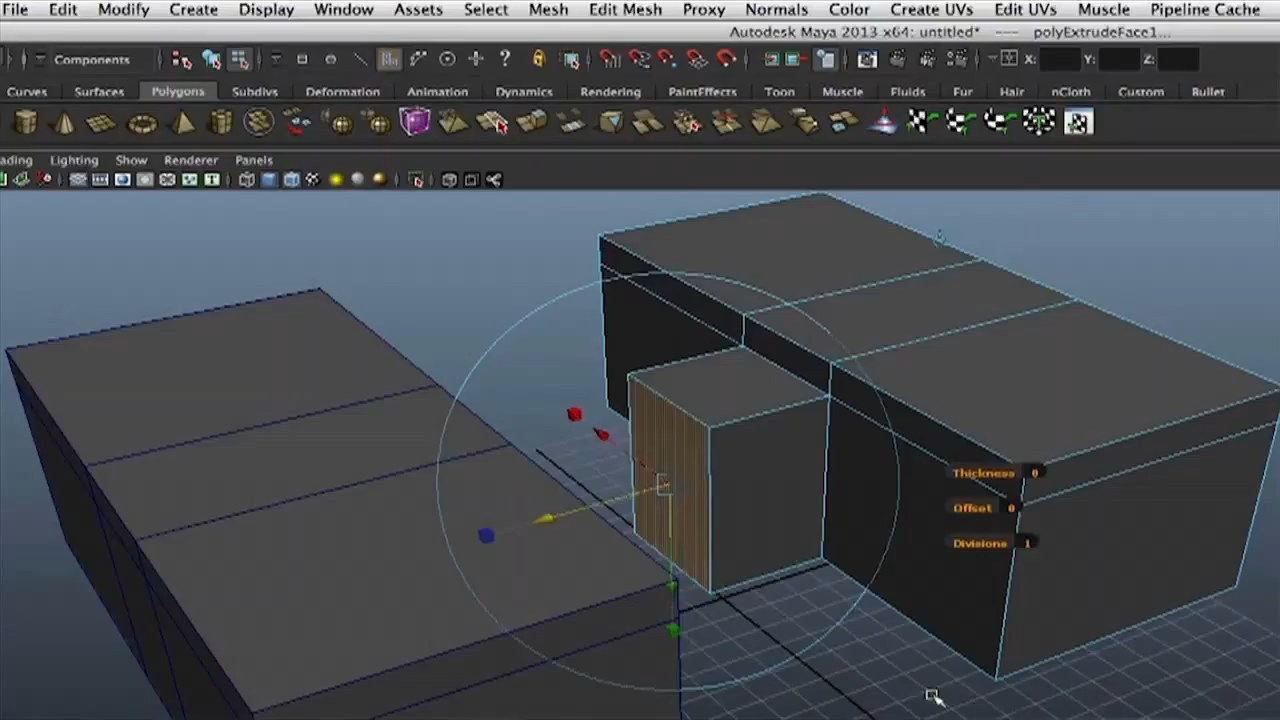 File Edit Modify Create Display Window Assets Select Mesh Edit Mesh Proxy Normals Color Create UVs Edit UVs Muscle Pipeline Cache
Autodesk Maya 2013 x64: untitled* --- polyExtrudeFace1...
Components X: Y: Z:
Curves Surfaces Polygons Subdivs Deformation Animation Dynamics Rendering PaintEffects Toon Muscle Fluids Fur Hair nCloth Custom Bullet
ading Lighting Show Renderer Panels
Thickness 0
Offset 0
Divisions 1